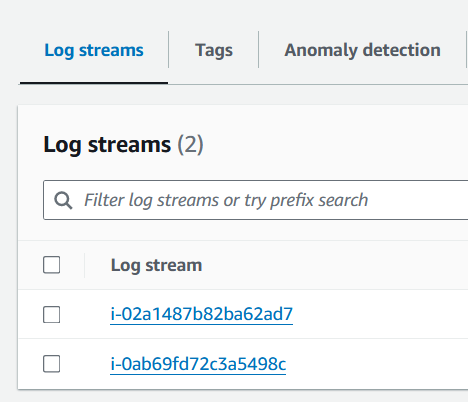 Log streams Tags Anomaly detection
Log streams (2)
Filter log streams or try prefix search
Log stream
i-02a1487b82ba62ad7
i-0ab69fd72c3a5498c